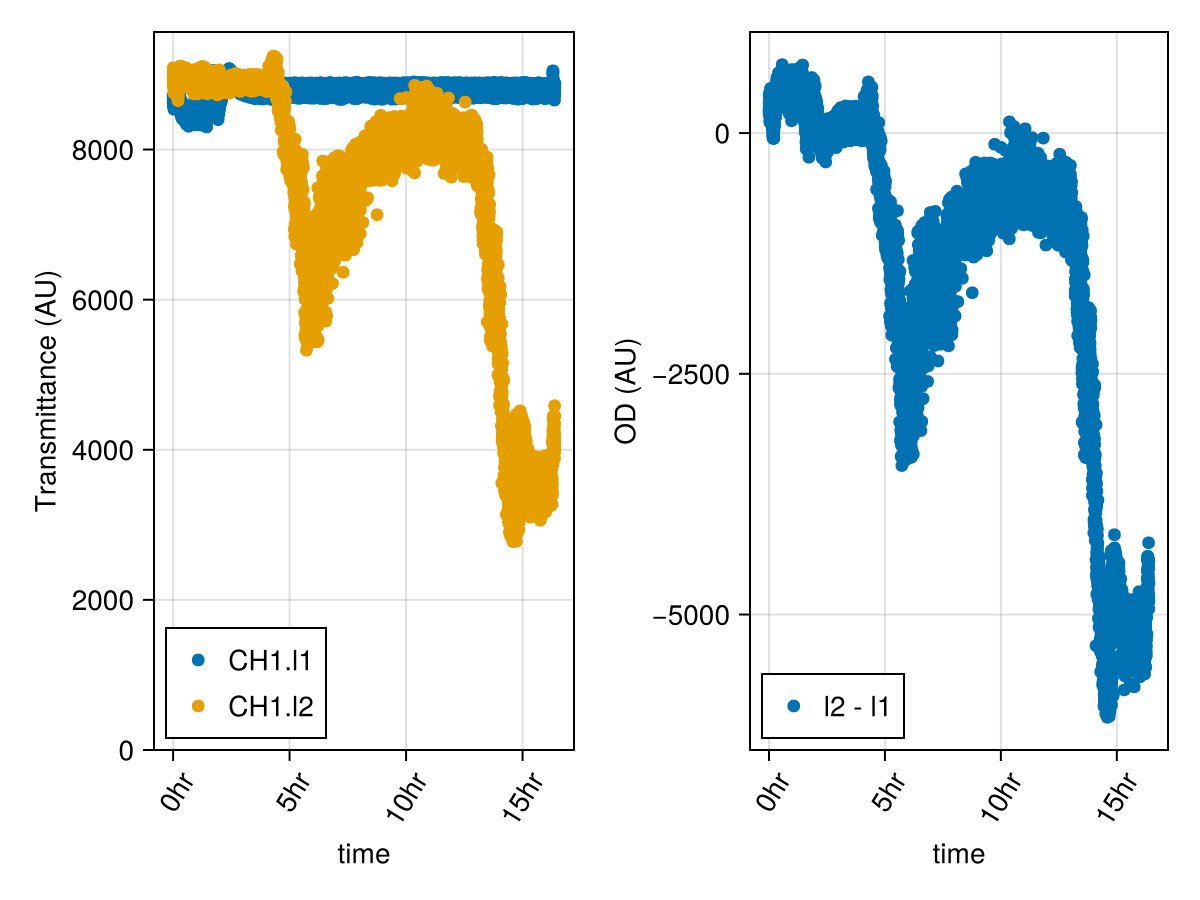 Transmittance (AU)
8000
6000
4000
2000
0
CH1.I1
CH1.I2
0hr
5hr
10hr
15hr
time
OD (AU)
0
−2500
−5000
I2 - I1
0hr
5hr
10hr
15hr
time